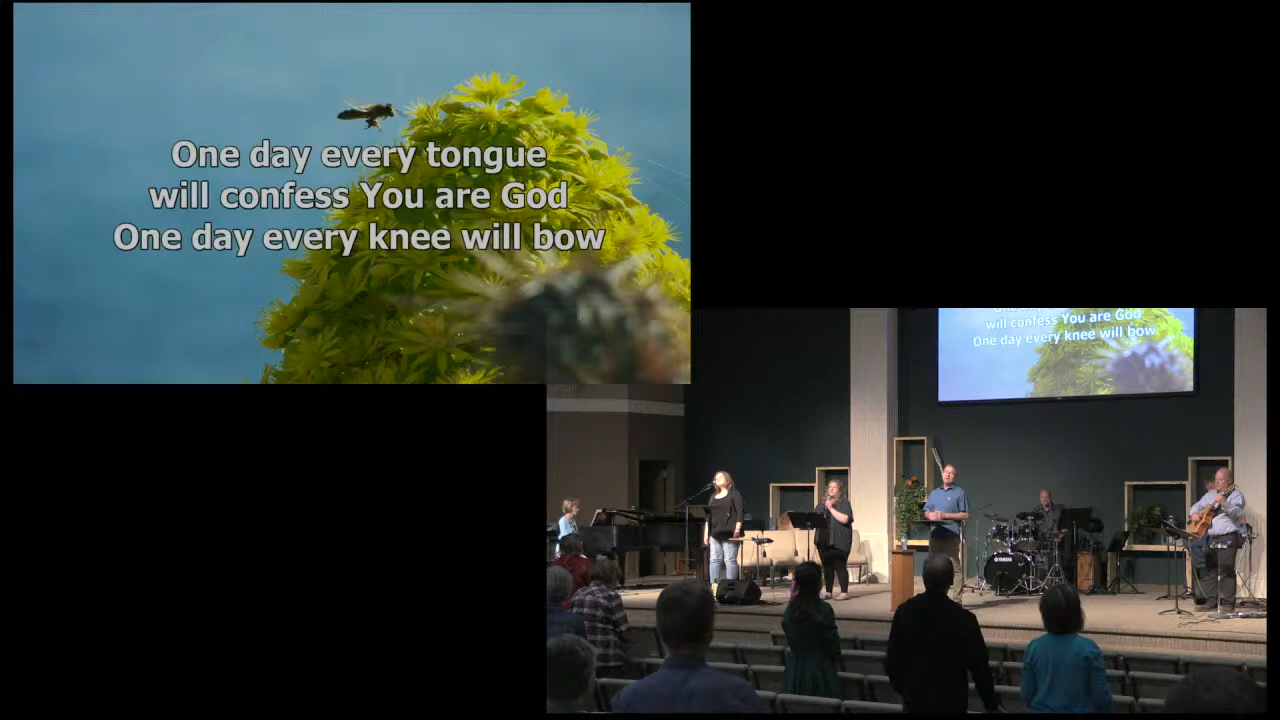 One day every tongue
will confess You are God
One day every knee will bow
will confess You are God
One day every knee will bow
YAMAHA